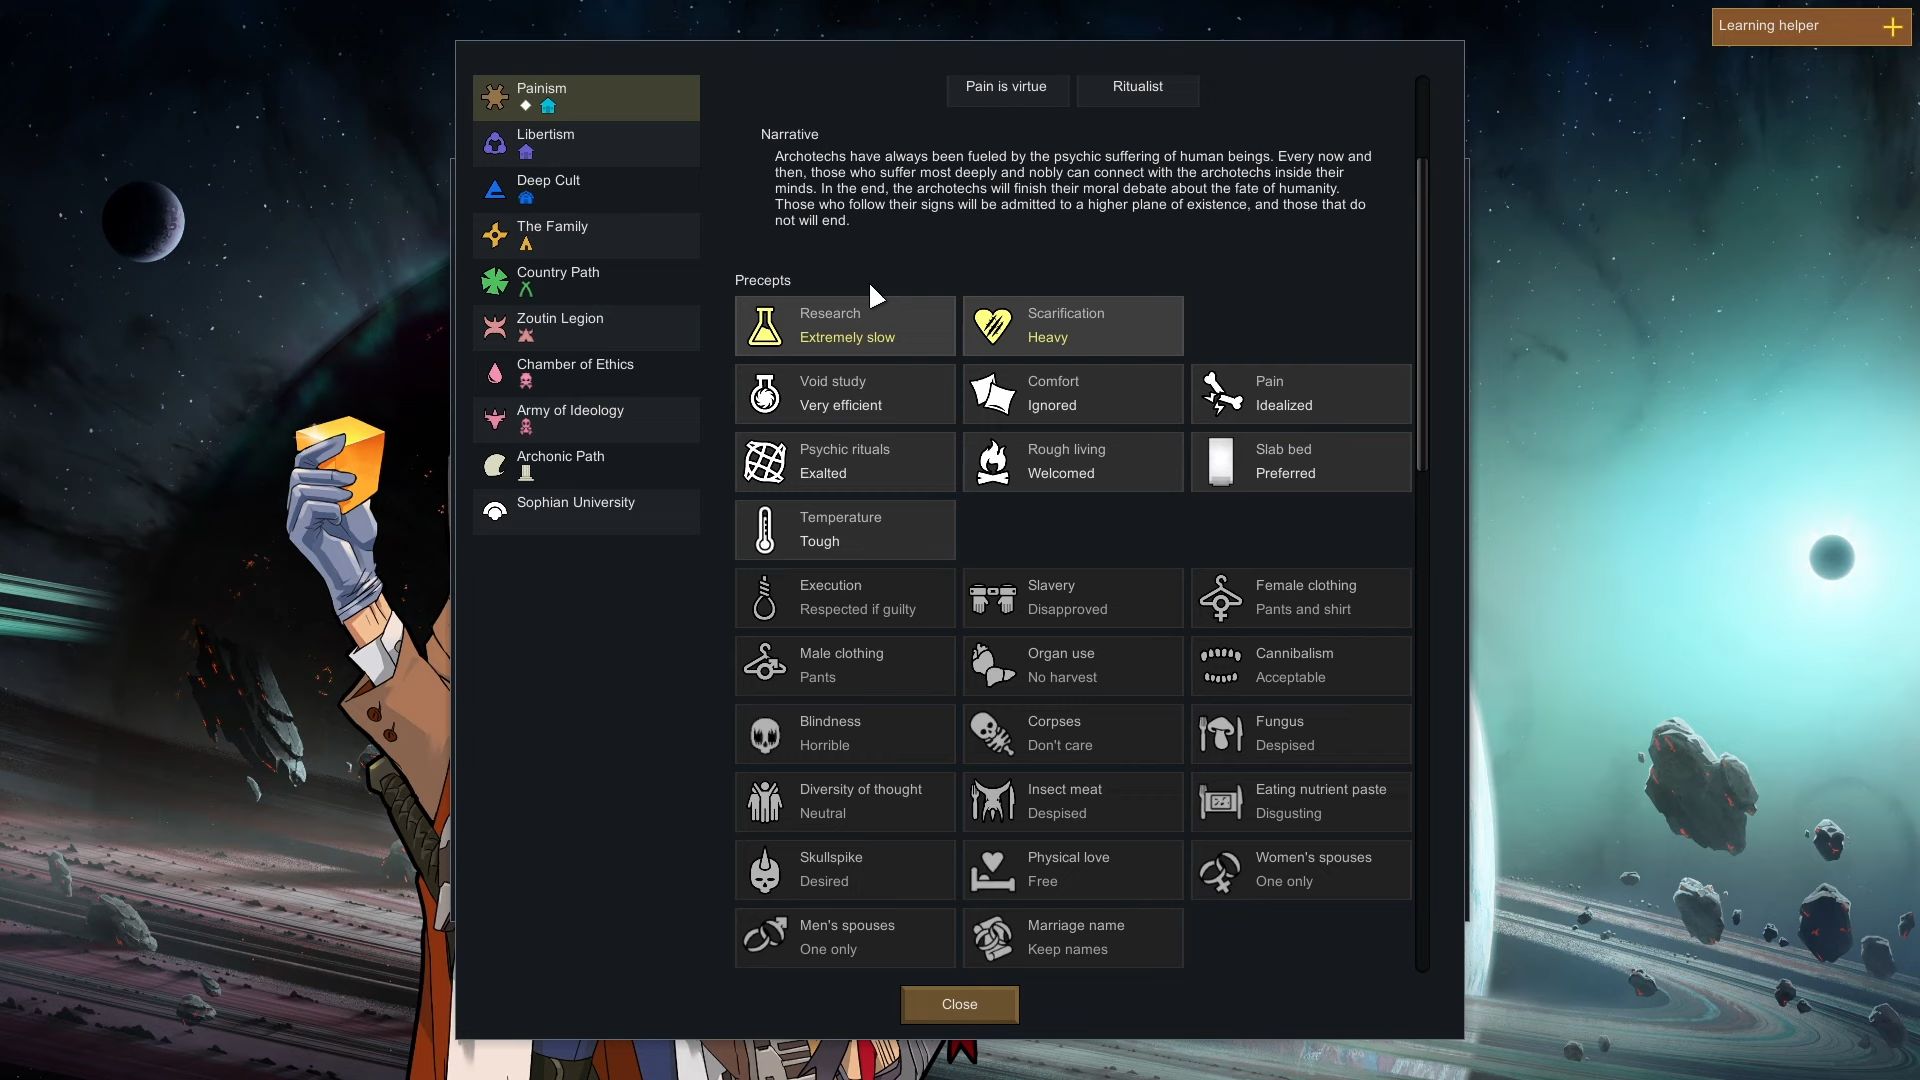 Learning helper
Painism
Libertism
Deep Cult
The Family
Country Path
Zoutin Legion
Chamber of Ethics
Army of Ideology
Archonic Path
Sophian University
Pain is virtue
Ritualist
Narrative
Archotechs have always been fueled by the psychic suffering of human beings. Every now and
then, those who suffer most deeply and nobly can connect with the archotechs inside their
minds. In the end, the archotechs will finish their moral debate about the fate of humanity.
Those who follow their signs will be admitted to a higher plane of existence, and those that do
not will end.
Precepts
Research
Extremely slow
Scarification
Heavy
Void study
Very efficient
Comfort
Ignored
Pain
Idealized
Psychic rituals
Exalted
Rough living
Welcomed
Slab bed
Preferred
Temperature
Tough
Execution
Respected if guilty
Slavery
Disapproved
Female clothing
Pants and shirt
Male clothing
Pants
Organ use
No harvest
Cannibalism
Acceptable
Blindness
Horrible
Corpses
Don't care
Fungus
Despised
Diversity of thought
Neutral
Insect meat
Despised
Eating nutrient paste
Disgusting
Skullspike
Desired
Physical love
Free
Women's spouses
One only
Men's spouses
One only
Marriage name
Keep names
Close